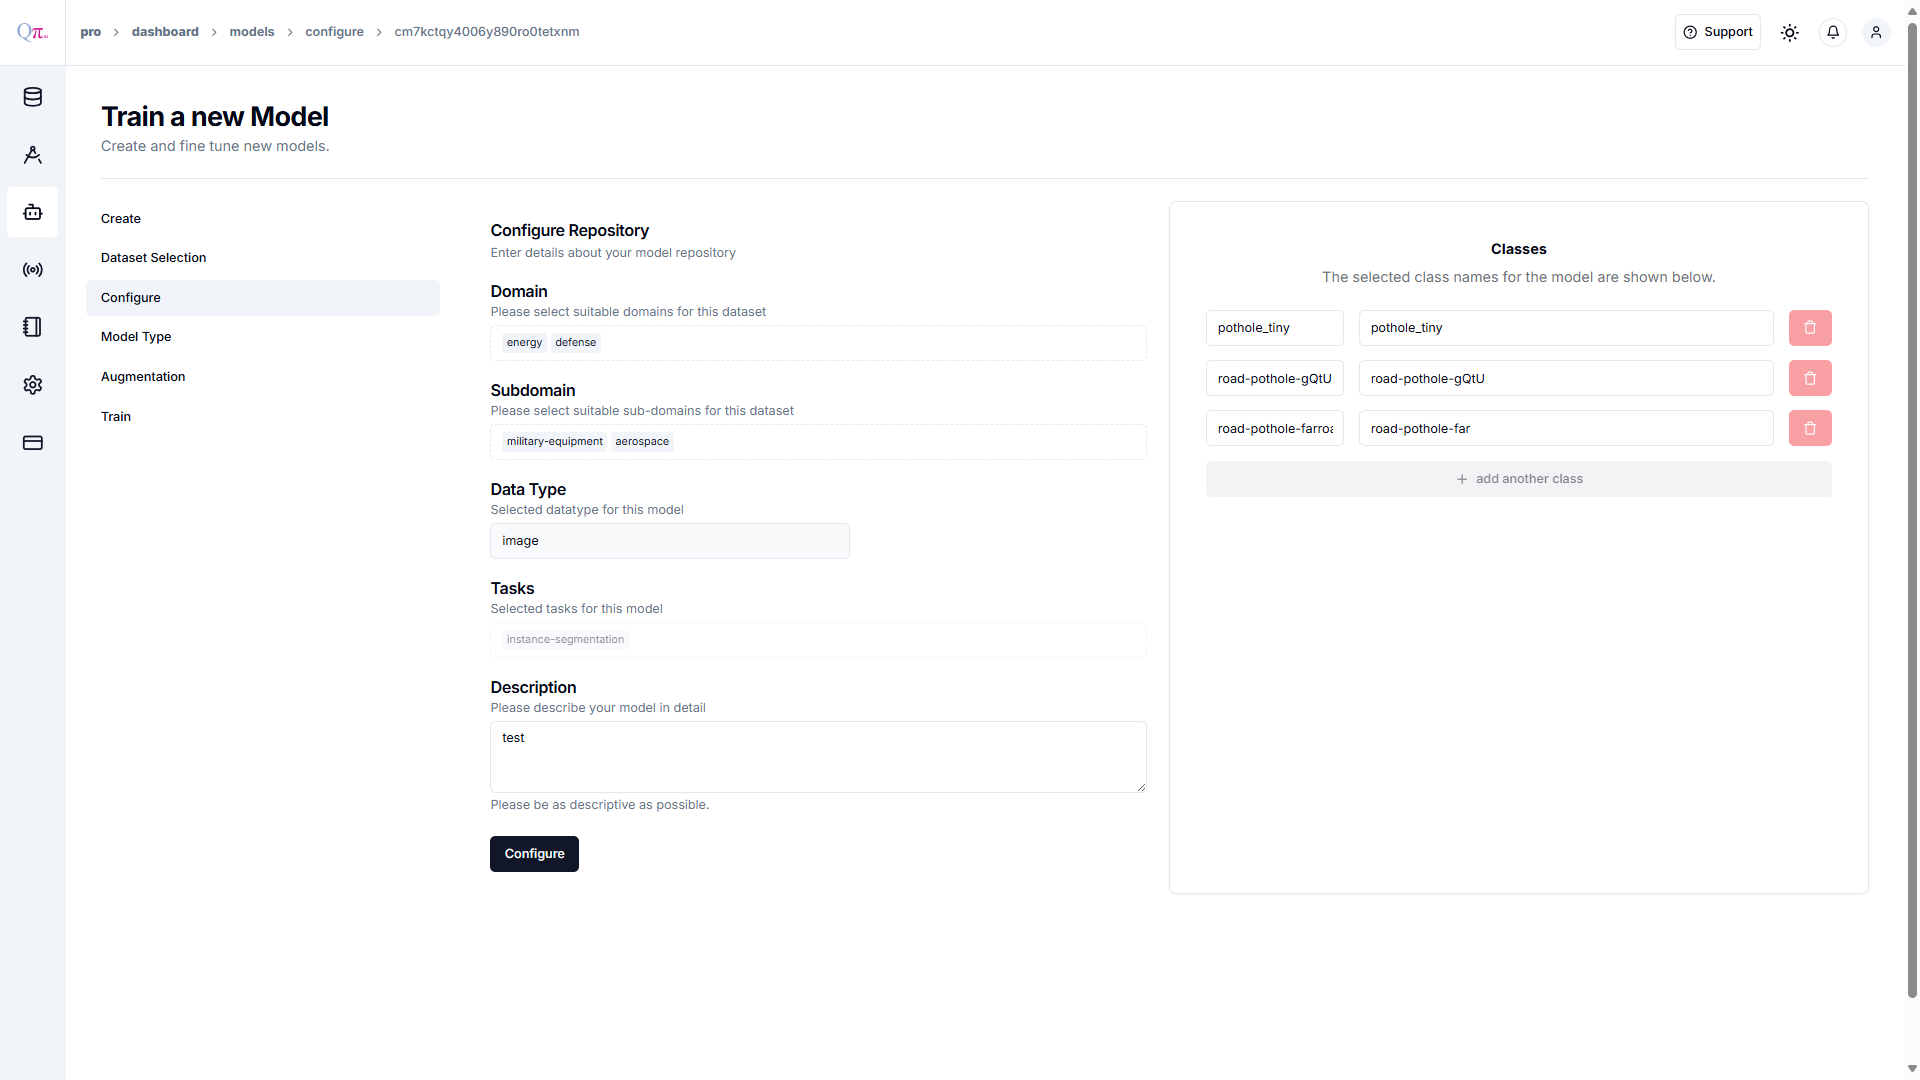 Qπ.AI
pro > dashboard > models > configure > cm7kctqy4006y890ro0tetxnm
Support
Train a new Model
Create and fine tune new models.
Create
Dataset Selection
Configure
Model Type
Augmentation
Train
Configure Repository
Enter details about your model repository
Domain
Please select suitable domains for this dataset
energy defense
Subdomain
Please select suitable sub-domains for this dataset
military-equipment aerospace
Data Type
Selected datatype for this model
image
Tasks
Selected tasks for this model
instance-segmentation
Description
Please describe your model in detail
test
Please be as descriptive as possible.
Configure
Classes
The selected class names for the model are shown below.
pothole_tiny pothole_tiny
road-pothole-gQtU road-pothole-gQtU
road-pothole-farroa road-pothole-far
+ add another class